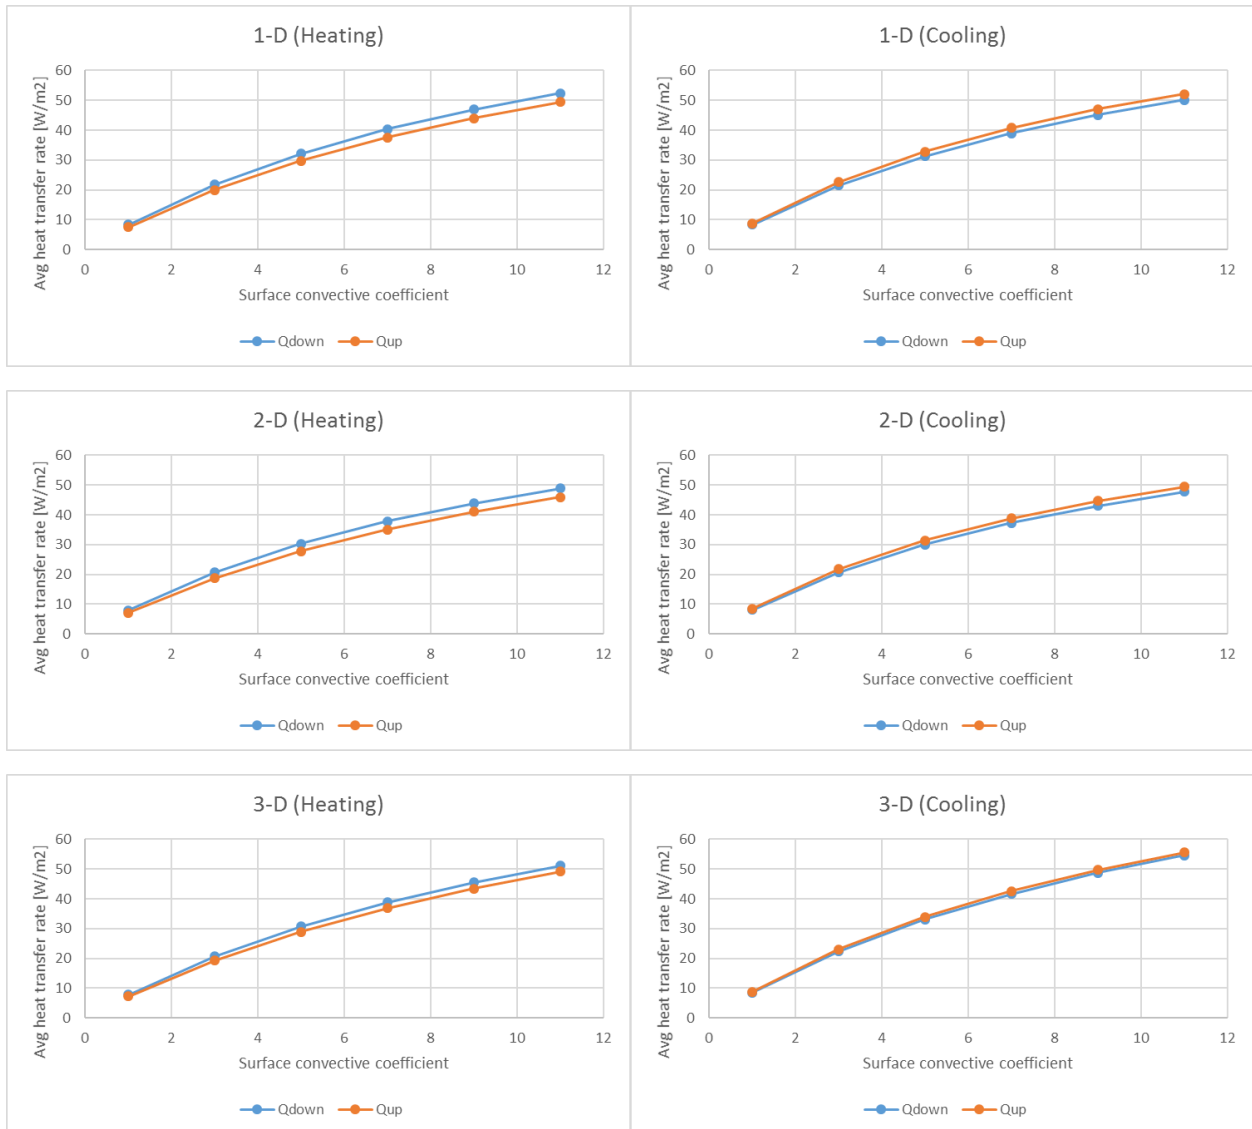 1-D (Heating)
Avg heat transfer rate [W/m2]
60
50
40
30
20
10
0
0 2 4 6 8 10 12
Surface convective coefficient
Qdown Qup
1-D (Cooling)
Avg heat transfer rate [W/m2]
60
50
40
30
20
10
0
0 2 4 6 8 10 12
Surface convective coefficient
Qdown Qup
2-D (Heating)
Avg heat transfer rate [W/m2]
60
50
40
30
20
10
0
0 2 4 6 8 10 12
Surface convective coefficient
Qdown Qup
2-D (Cooling)
Avg heat transfer rate [W/m2]
60
50
40
30
20
10
0
0 2 4 6 8 10 12
Surface convective coefficient
Qdown Qup
3-D (Heating)
Avg heat transfer rate [W/m2]
60
50
40
30
20
10
0
0 2 4 6 8 10 12
Surface convective coefficient
Qdown Qup
3-D (Cooling)
Avg heat transfer rate [W/m2]
60
50
40
30
20
10
0
0 2 4 6 8 10 12
Surface convective coefficient
Qdown Qup